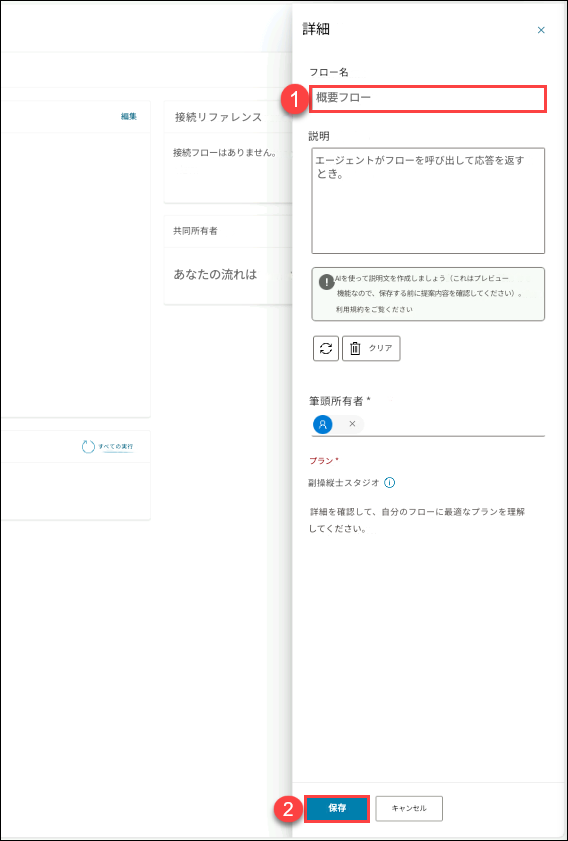 詳細
フロー名
1
概要フロー
編集
接続リファレンス
説明
接続フローはありません。
エージェントがフローを呼び出して応答を返す
とき。
共同所有者
あなたの流れは
AIを使って説明文を作成しましょう（これはプレビュー
機能なので、保存する前に提案内容を確認してください）。
利用規約をご覧ください
クリア
筆頭所有者 *
すべての実行
プラン *
副操縦士スタジオ
詳細を確認して、自分のフローに最適なプランを理解
してください。
2
保存
キャンセル